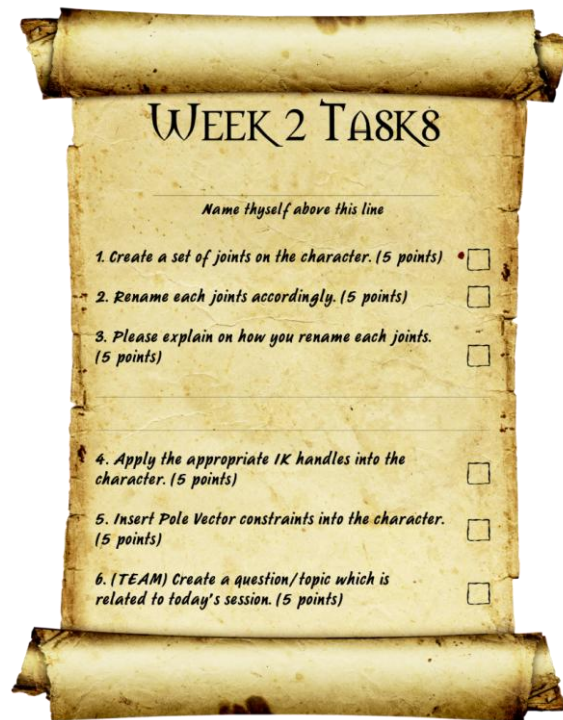 WEEK 2 TASKS
Name thyself above this line
1. Create a set of joints on the character. (5 points)
2. Rename each joints accordingly. (5 points)
3. Please explain on how you rename each joints.
(5 points)
4. Apply the appropriate IK handles into the
character. (5 points)
5. Insert Pole Vector constraints into the character.
(5 points)
6. (TEAM) Create a question/topic which is
related to today's session. (5 points)